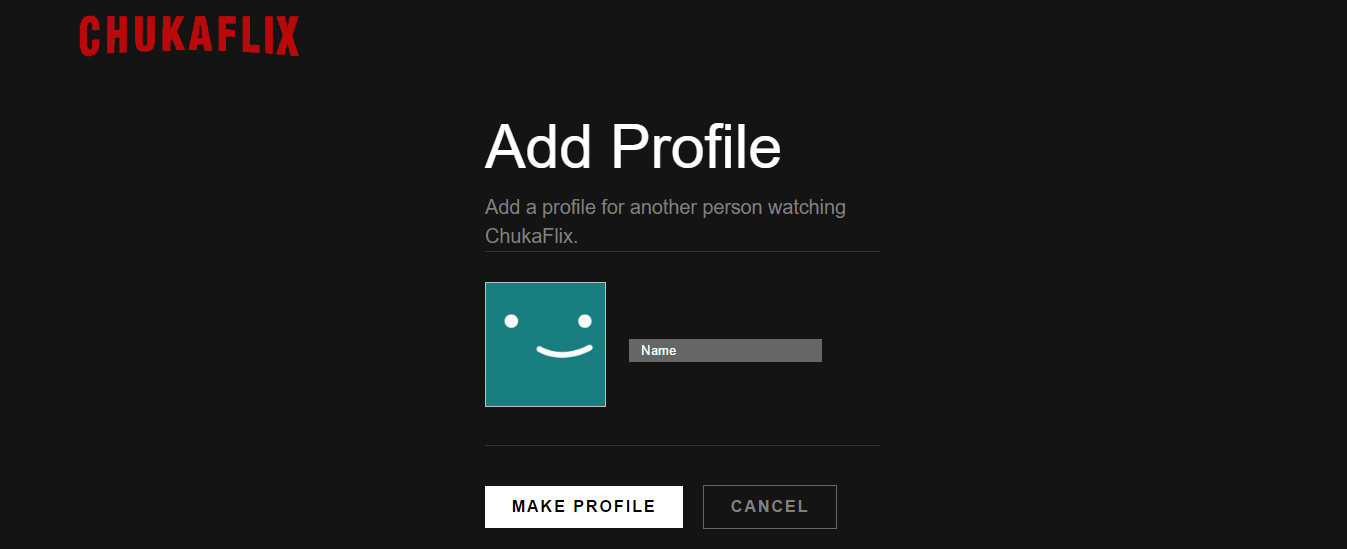 CHUKAFLIX
Add Profile
Add a profile for another person watching
ChukaFlix.
Name
MAKE PROFILE
CANCEL